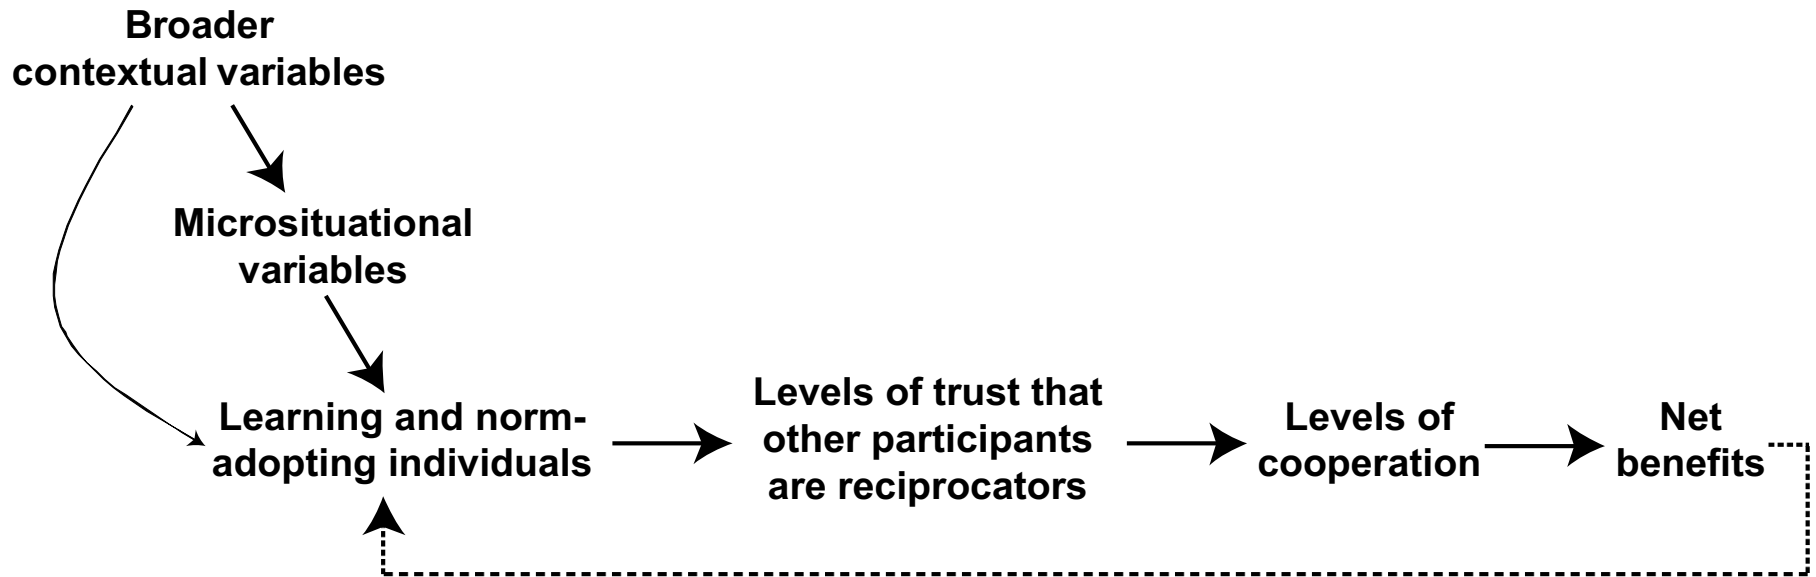 Broader
contextual variables
Microsituational
variables
Learning and norm-
adopting individuals
Levels of trust that
other participants
are reciprocators
Levels of
cooperation
Net
benefits